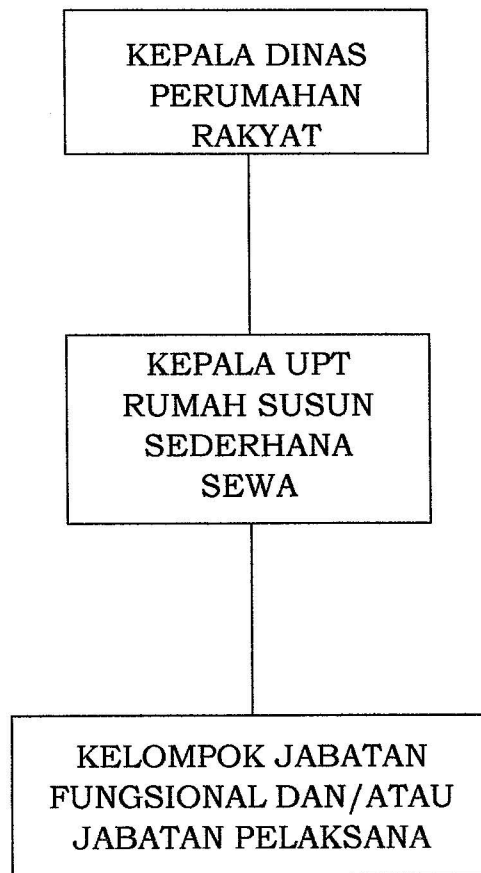 KEPALA DINAS
PERUMAHAN
RAKYAT
KEPALA UPT
RUMAH SUSUN
SEDERHANA
SEWA
KELOMPOK JABATAN
FUNGSIONAL DAN/ATAU
JABATAN PELAKSANA